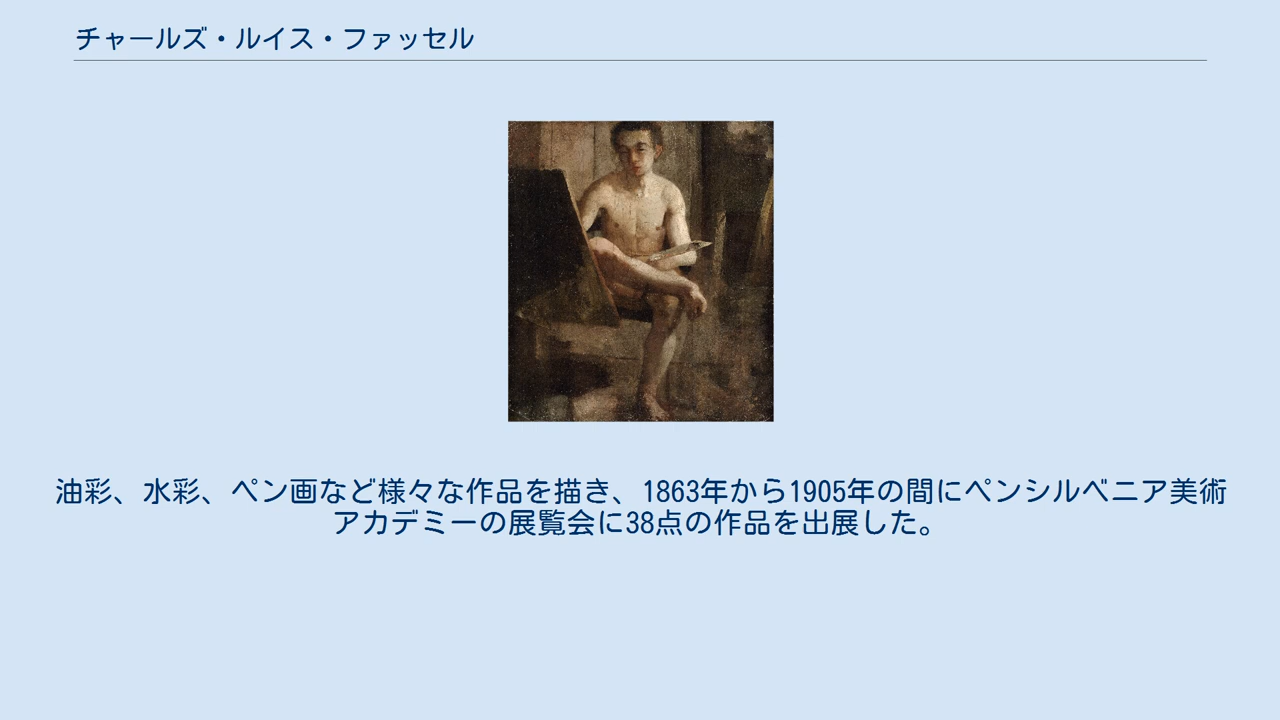 チャールズ・ルイス・ファッセル
油彩、水彩、ペン画など様々な作品を描き、1863年から1905年の間にペンシルベニア美術
アカデミーの展覧会に38点の作品を出展した。